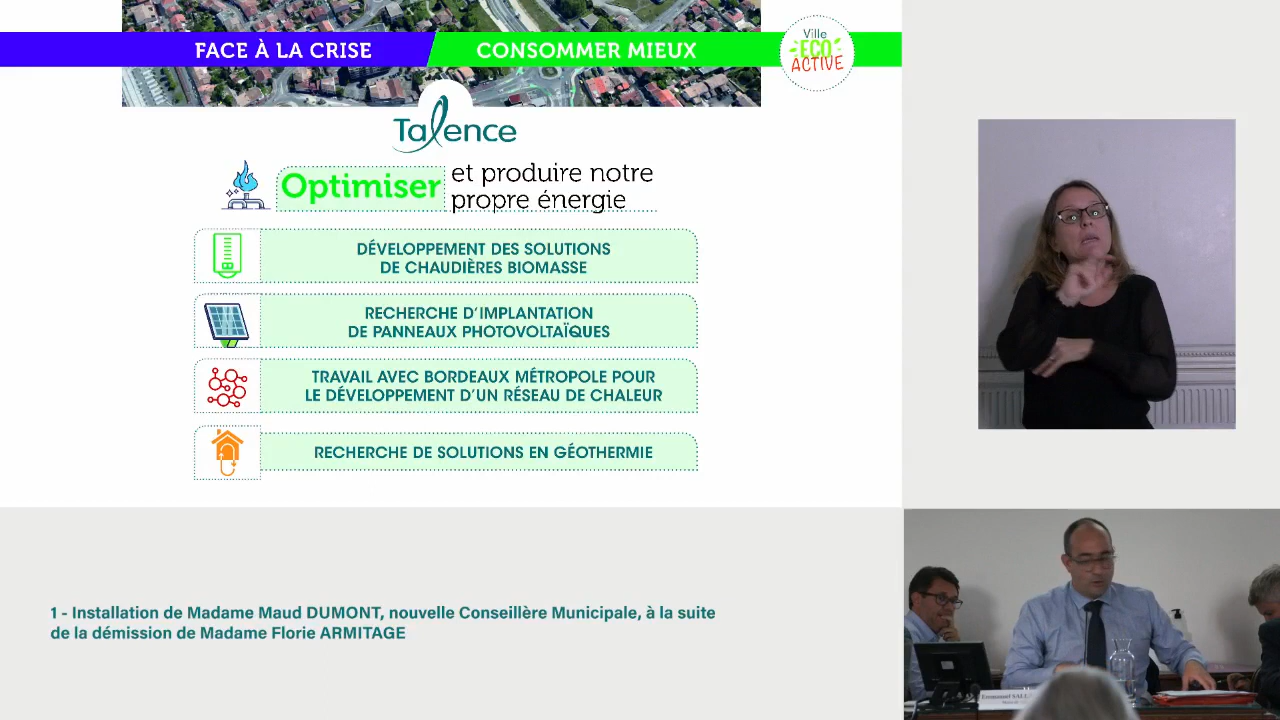 FACE À LA CRISE
CONSOMMER MIEUX
Ville
ECO
ACTIVE
Talence
Optimiser
et produire notre
propre énergie
DÉVELOPPEMENT DES SOLUTIONS
DE CHAUDIÈRES BIOMASSE
RECHERCHE D'IMPLANTATION
DE PANNEAUX PHOTOVOLTAÏQUES
TRAVAIL AVEC BORDEAUX MÉTROPOLE POUR
LE DÉVELOPPEMENT D'UN RÉSEAU DE CHALEUR
RECHERCHE DE SOLUTIONS EN GÉOTHERMIE
1 - Installation de Madame Maud DUMONT, nouvelle Conseillère Municipale, à la suite
de la démission de Madame Florie ARMITAGE
Emmanuel